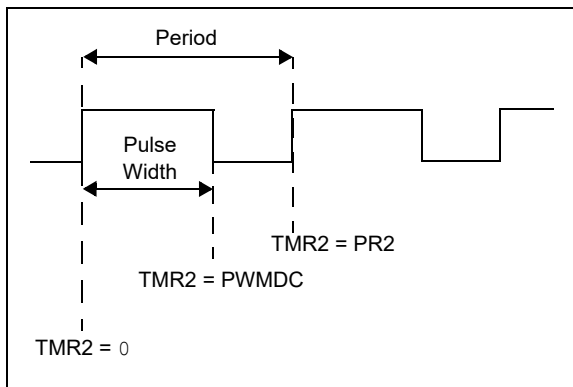 Period
Pulse
Width
TMR2 = PR2
TMR2 = PWMDC
TMR2 = 0